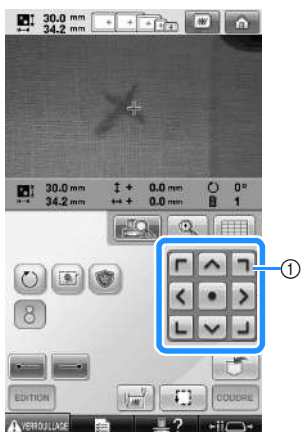 30.0 mm
34.2 mm
30.0 mm + 0.0 mm 0°
34.2 mm + 0.0 mm 1
8
1
EDITION COUDRE
VERROUILLAGE ?